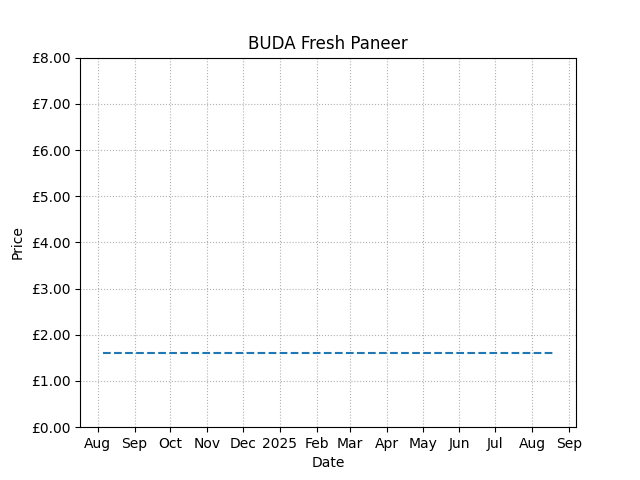 BUDA Fresh Paneer
£8.00
£7.00
£6.00
£5.00
£4.00
£3.00
£2.00
£1.00
£0.00
Price
Aug Sep Oct Nov Dec 2025 Feb Mar Apr May Jun Jul Aug Sep
Date